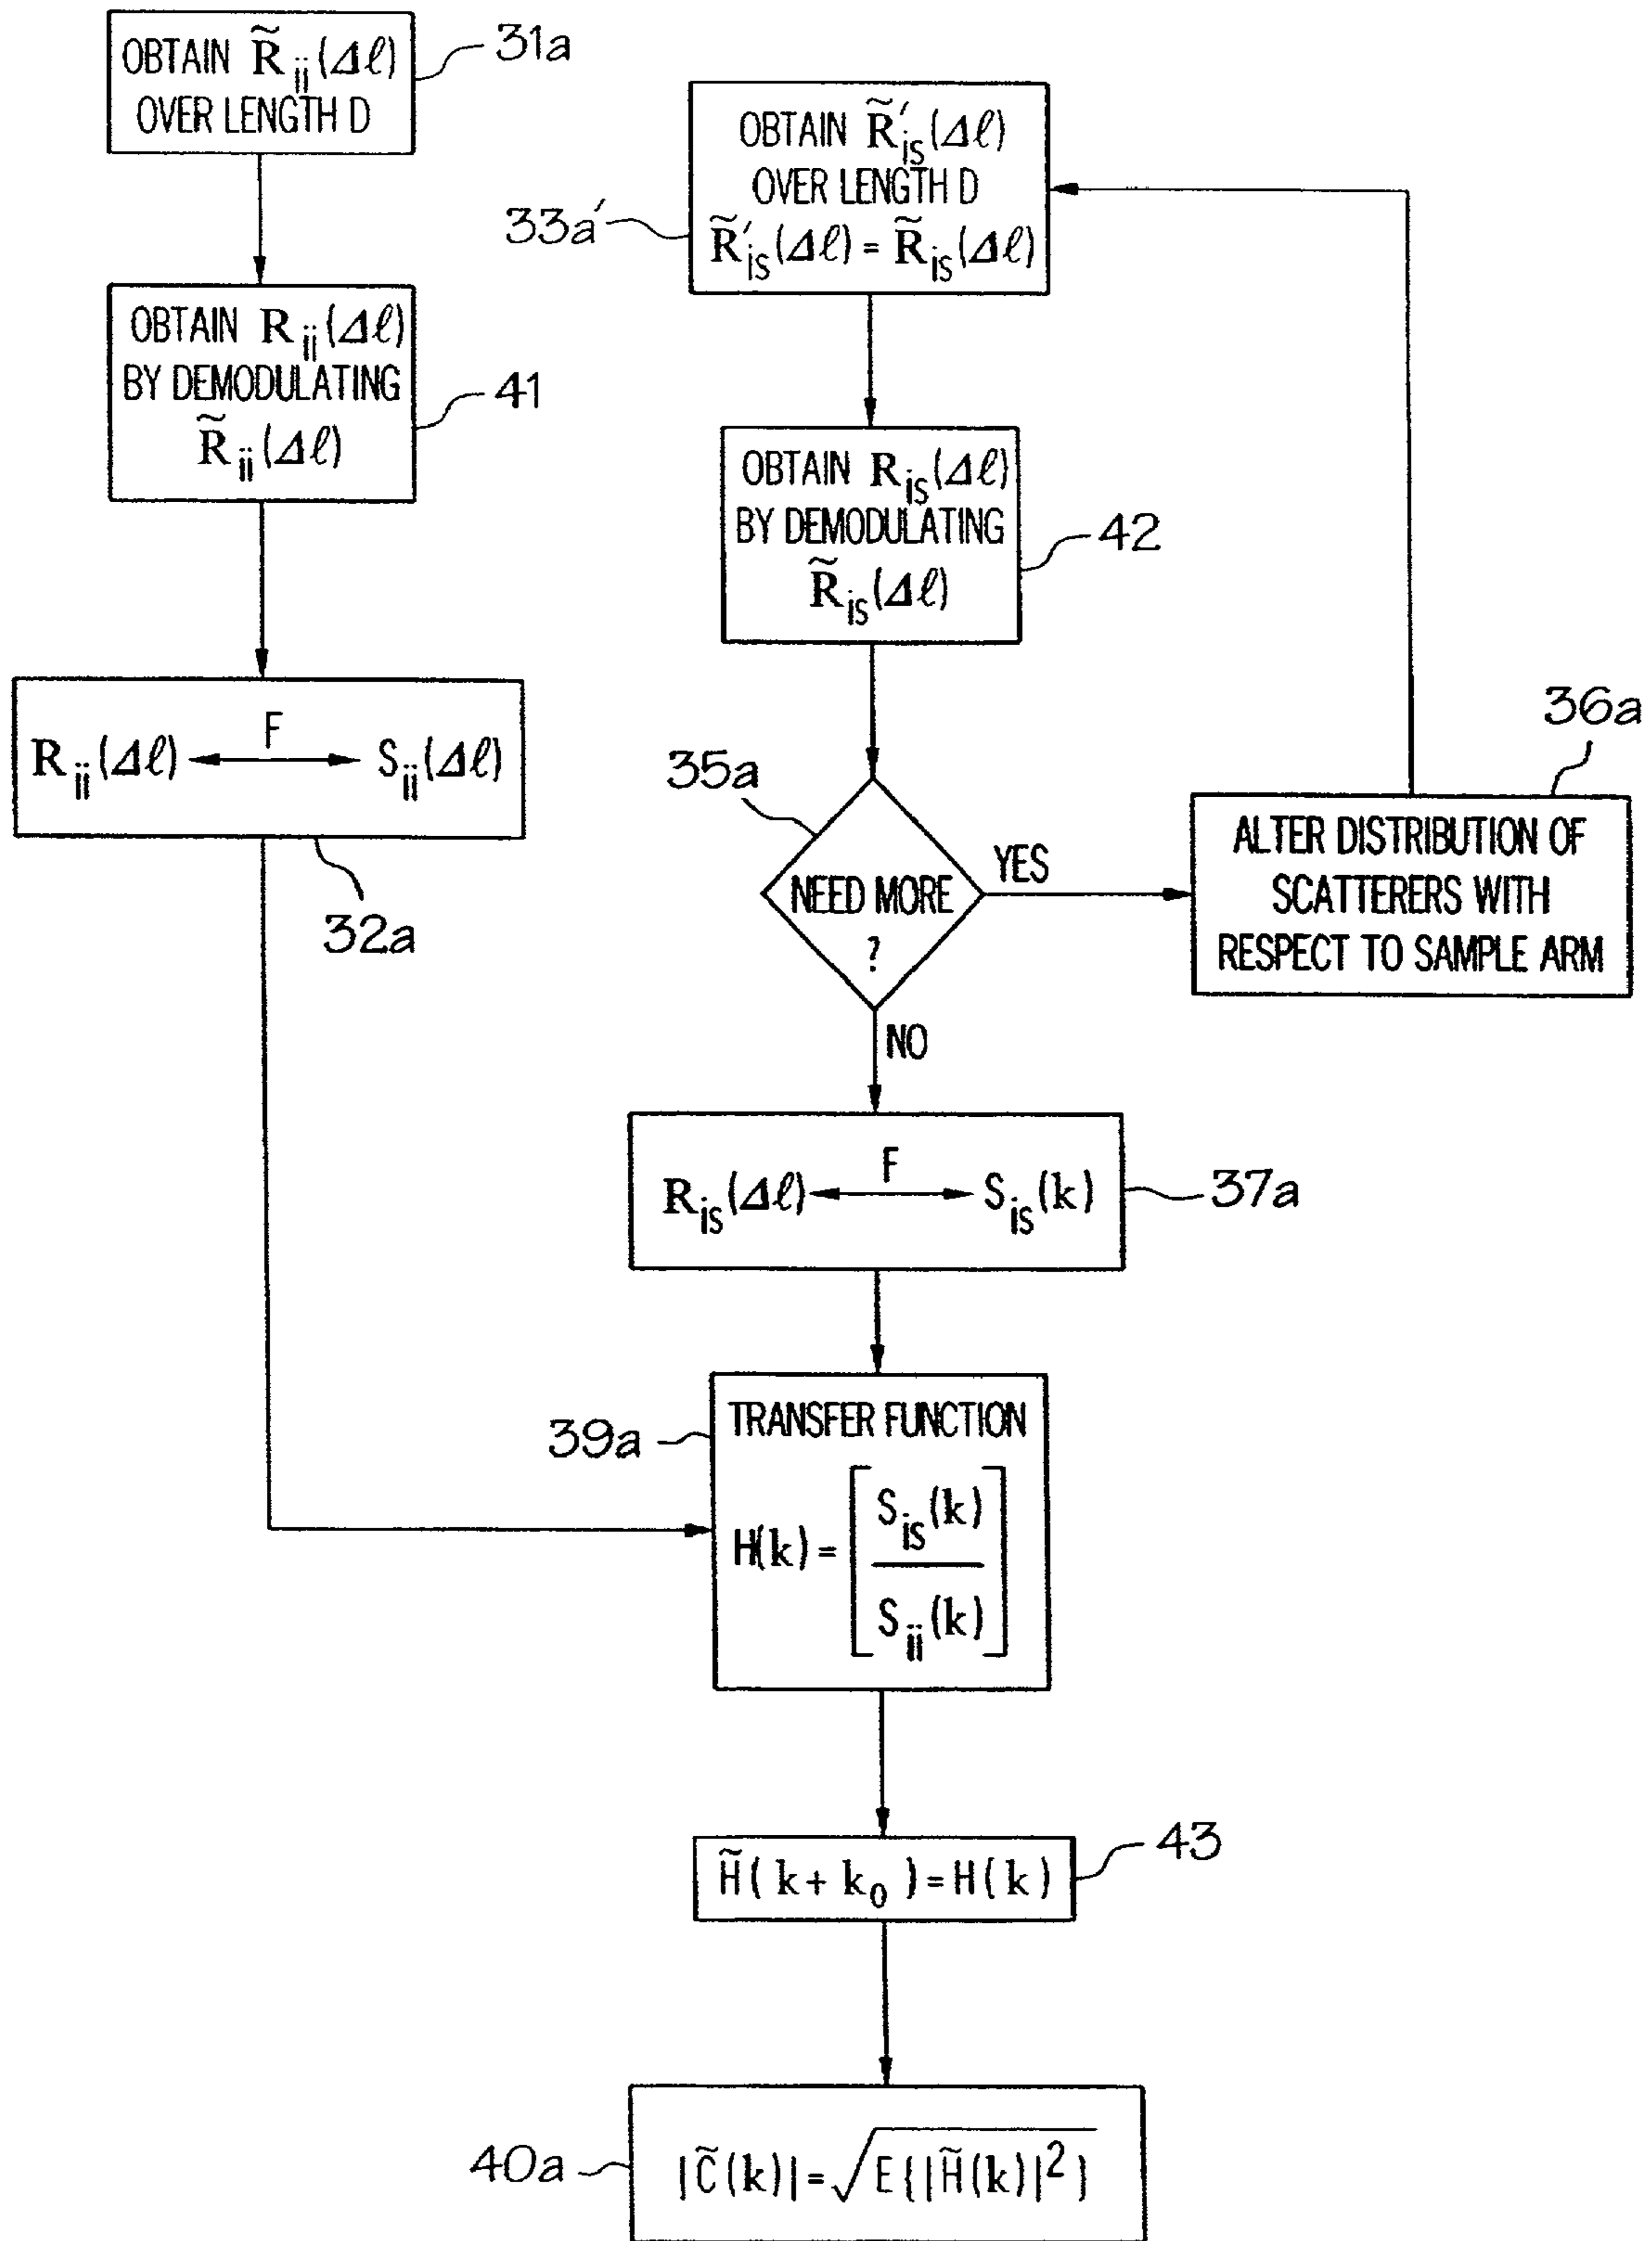 OBTAIN R̃ii(Δℓ)
OVER LENGTH D
31a
OBTAIN Rii(Δℓ)
BY DEMODULATING
R̃ii(Δℓ)
41
Rii(Δℓ) ⟷ Sii(Δℓ)
F
32a
OBTAIN R̃′is(Δℓ)
OVER LENGTH D
R̃′is(Δℓ) = R̃is(Δℓ)
33a′
OBTAIN Ris(Δℓ)
BY DEMODULATING
R̃is(Δℓ)
42
35a
NEED MORE
?
YES
NO
36a
ALTER DISTRIBUTION OF
SCATTERERS WITH
RESPECT TO SAMPLE ARM
F
Ris(Δℓ) ⟷ Sis(k)
37a
39a
TRANSFER FUNCTION
H(k) = [Sis(k) / Sii(k)]
H̃(k + k0) = H(k)
43
40a
|C̃(k)| = √E{|H̃(k)|²}